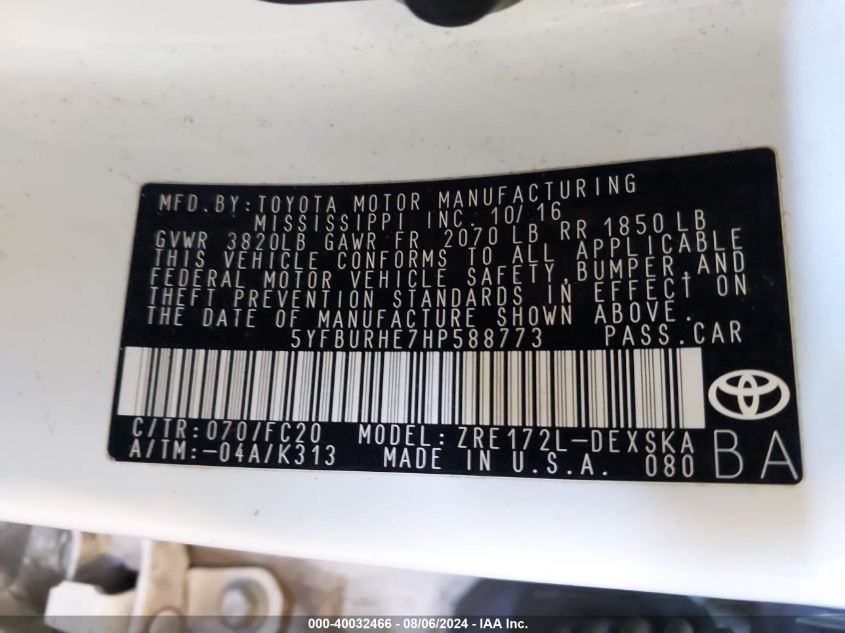 MFD.BY:TOYOTA MOTOR MANUFACTURING
MISSISSIPPI INC. 10/16
GVWR 3820LB GAWR FR 2070 LB RR 1850LB
THIS VEHICLE CONFORMS TO ALL APPLICABLE
FEDERAL MOTOR VEHICLE SAFETY,BUMPER,AND
THEFT PREVENTION STANDARDS IN EFFECT ON
THE DATE OF MANUFACTURE SHOWN ABOVE.
5YFBURHE7HP588773 PASS.CAR
C/TR:070/FC20 MODEL: ZRE172L-DEXSKA
A/TM:-04A/K313 MADE IN U.S.A. 080 BA
000-40032466 - 08/06/2024 - IAA Inc.